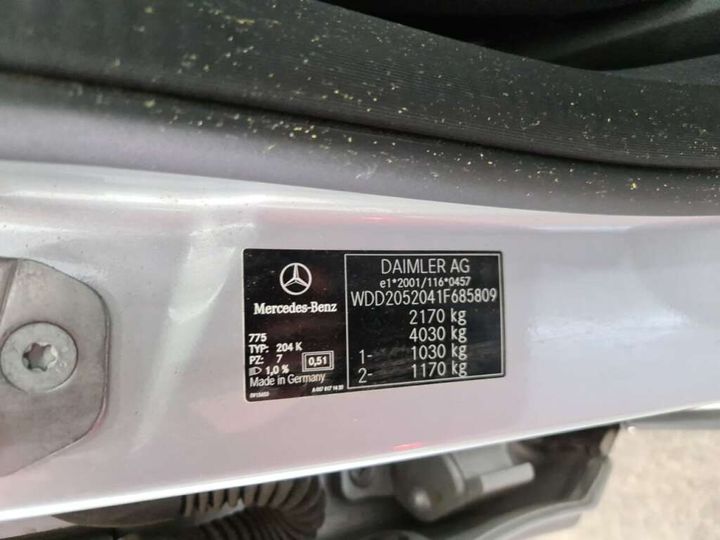 Mercedes-Benz
775
TYP: 204 K
PZ: 7
1,0 % 0,51
Made in Germany
DAIMLER AG
e1*2001/116*0457
WDD2052041F685809
2170 kg
4030 kg
1- 1030 kg
2- 1170 kg